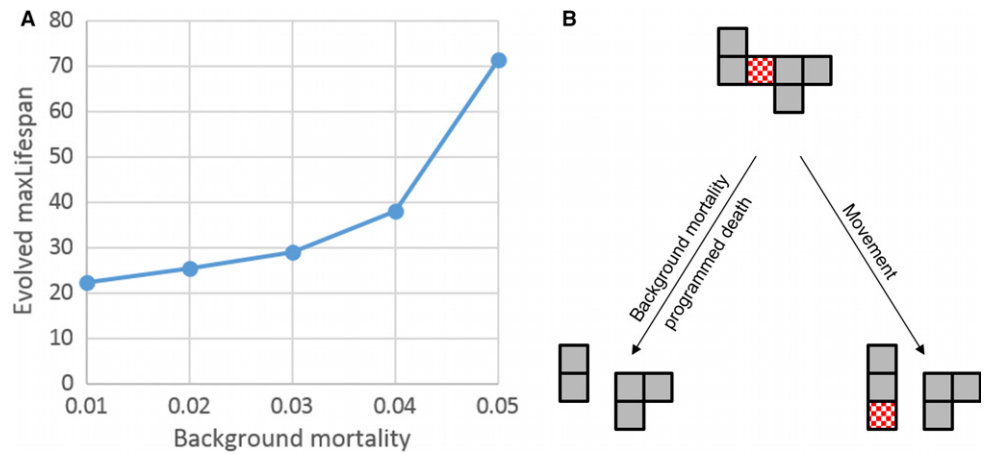 A
80
70
60
50
40
30
20
10
0
Evolved maxLifespan
0.01 0.02 0.03 0.04 0.05
Background mortality
B
Background mortality
programmed death
Movement